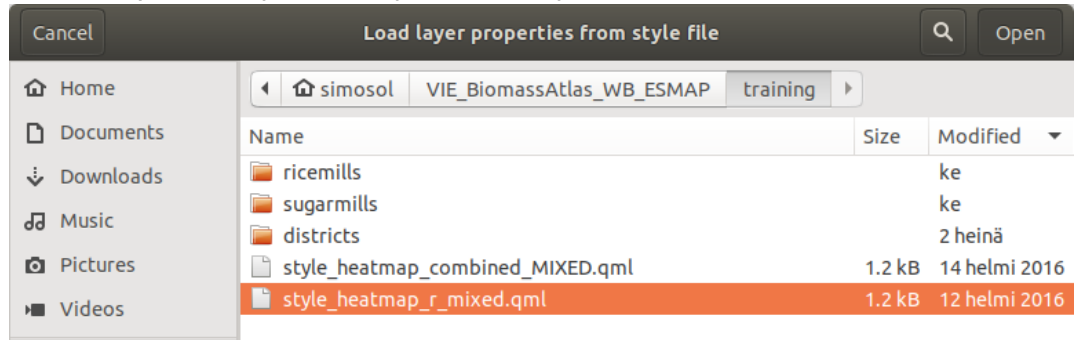 Cancel Load layer properties from style file Open
Home simosol VIE_BiomassAtlas_WB_ESMAP training
Documents Name Size Modified
ricemills ke
Downloads sugarmills ke
Music districts 2 heinä
Pictures style_heatmap_combined_MIXED.qml 1.2 kB 14 helmi 2016
Videos style_heatmap_r_mixed.qml 1.2 kB 12 helmi 2016